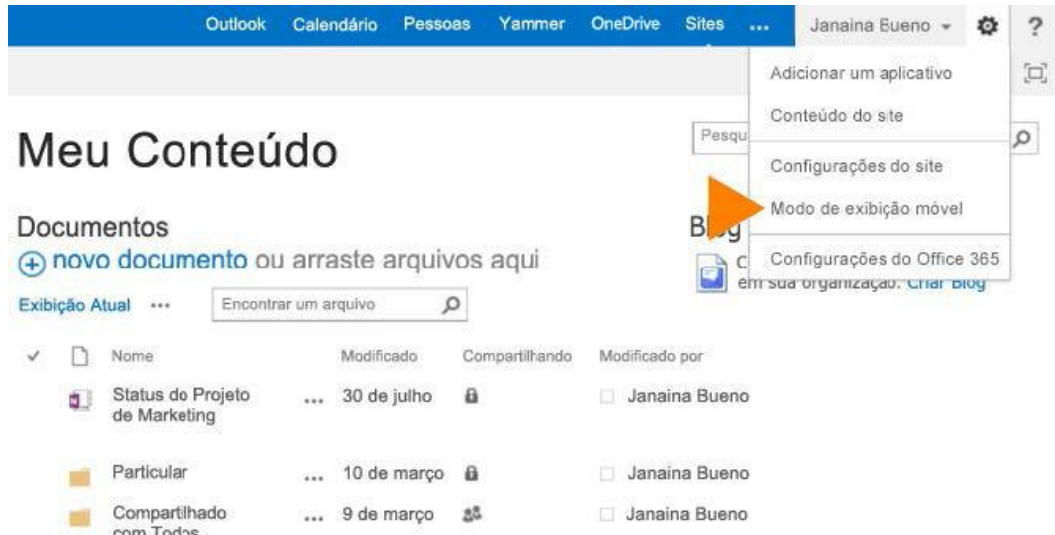 Outlook Calendário Pessoas Yammer OneDrive Sites ... Janaina Bueno ?
Adicionar um aplicativo
Conteúdo do site
Meu Conteúdo
Pesqu
Configurações do site
Modo de exibição móvel
Documentos
Blog
+ novo documento ou arraste arquivos aqui
Configurações do Office 365
em sua organização. Criar Blog
Exibição Atual ... Encontrar um arquivo
Nome Modificado Compartilhando Modificado por
Status do Projeto ... 30 de julho Janaina Bueno
de Marketing
Particular ... 10 de março Janaina Bueno
Compartilhado ... 9 de março Janaina Bueno
com Todos